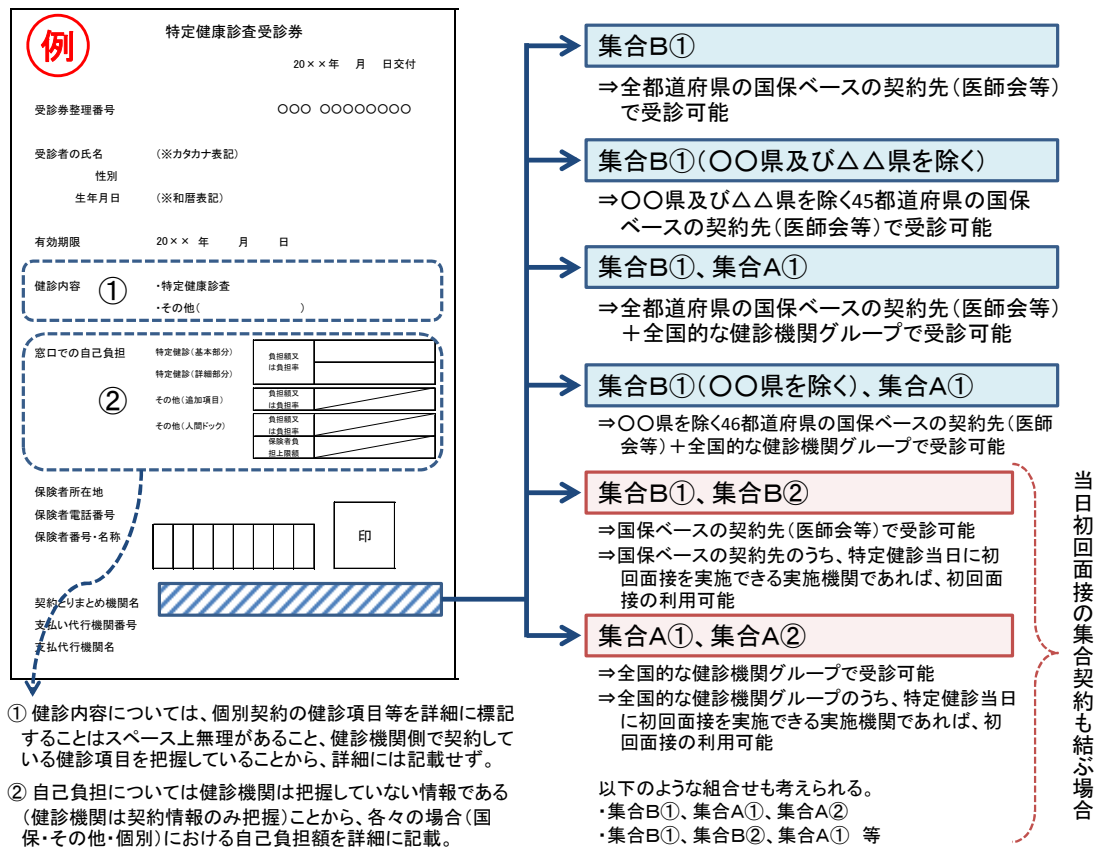 例
特定健康診査受診券
20××年　月　日交付
受診券整理番号　○○○ ○○○○○○○○
受診者の氏名　（※カタカナ表記）
性別
生年月日　（※和暦表記）
有効期限　20×× 年　月　日
健診内容　①　・特定健康診査
・その他（　　　　　　）
窓口での自己負担　②
特定健診（基本部分）
特定健診（詳細部分）
負担額又
は負担率
その他（追加項目）
負担額又
は負担率
その他（人間ドック）
負担額又
は負担率
保険者負
担上限額
保険者所在地
保険者電話番号
保険者番号・名称
印
契約とりまとめ機関名
支払い代行機関番号
支払代行機関名
① 健診内容については、個別契約の健診項目等を詳細に標記
することはスペース上無理があること、健診機関側で契約して
いる健診項目を把握していることから、詳細には記載せず。
② 自己負担については健診機関は把握していない情報である
（健診機関は契約情報のみ把握）ことから、各々の場合（国
保・その他・個別）における自己負担額を詳細に記載。
集合Ｂ①
⇒全都道府県の国保ベースの契約先（医師会等）
で受診可能
集合Ｂ①（○○県及び△△県を除く）
⇒○○県及び△△県を除く45都道府県の国保
ベースの契約先（医師会等）で受診可能
集合Ｂ①、集合Ａ①
⇒全都道府県の国保ベースの契約先（医師会等）
＋全国的な健診機関グループで受診可能
集合Ｂ①（○○県を除く）、集合Ａ①
⇒○○県を除く46都道府県の国保ベースの契約先（医師
会等）＋全国的な健診機関グループで受診可能
集合Ｂ①、集合Ｂ②
⇒国保ベースの契約先（医師会等）で受診可能
⇒国保ベースの契約先のうち、特定健診当日に初
回面接を実施できる実施機関であれば、初回面
接の利用可能
集合Ａ①、集合Ａ②
⇒全国的な健診機関グループで受診可能
⇒全国的な健診機関グループのうち、特定健診当日
に初回面接を実施できる実施機関であれば、初
回面接の利用可能
以下のような組合せも考えられる。
・集合Ｂ①、集合Ａ①、集合Ａ②
・集合Ｂ①、集合Ｂ②、集合Ａ①　等
当日初回面接の集合契約も結ぶ場合